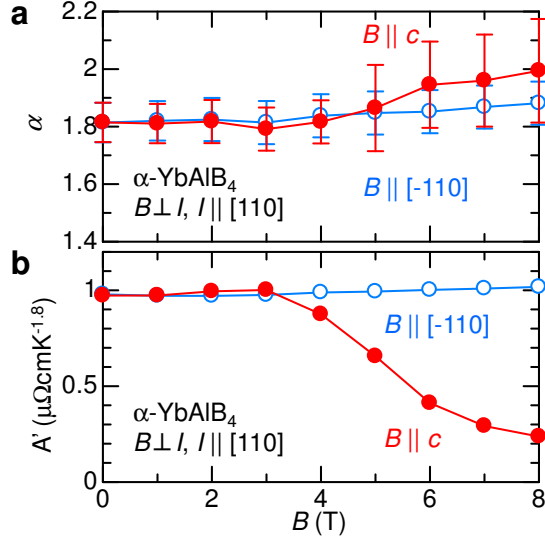 a
2.2
2
1.8
1.6
1.4
α
B || c
B || [-110]
α-YbAlB4
B⊥I, I || [110]
b
1
0.5
0
A' (μΩcmK-1.8)
B || [-110]
α-YbAlB4
B⊥I, I || [110]
B || c
0 2 4 6 8
B (T)